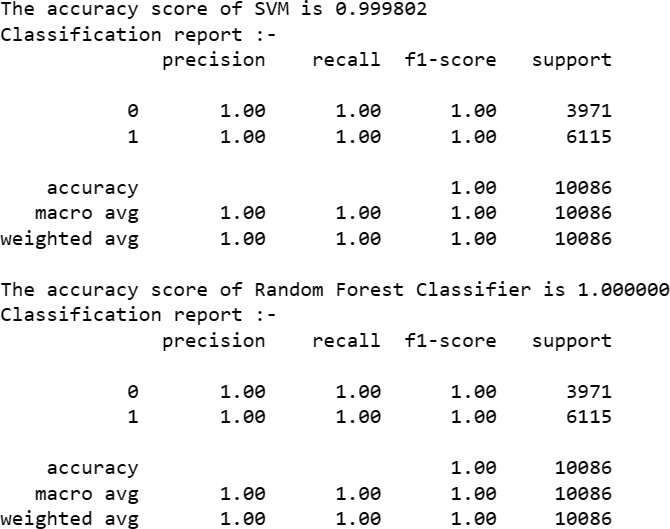 The accuracy score of SVM is 0.999802
Classification report :-
precision recall f1-score support
0 1.00 1.00 1.00 3971
1 1.00 1.00 1.00 6115
accuracy 1.00 10086
macro avg 1.00 1.00 1.00 10086
weighted avg 1.00 1.00 1.00 10086
The accuracy score of Random Forest Classifier is 1.000000
Classification report :-
precision recall f1-score support
0 1.00 1.00 1.00 3971
1 1.00 1.00 1.00 6115
accuracy 1.00 10086
macro avg 1.00 1.00 1.00 10086
weighted avg 1.00 1.00 1.00 10086